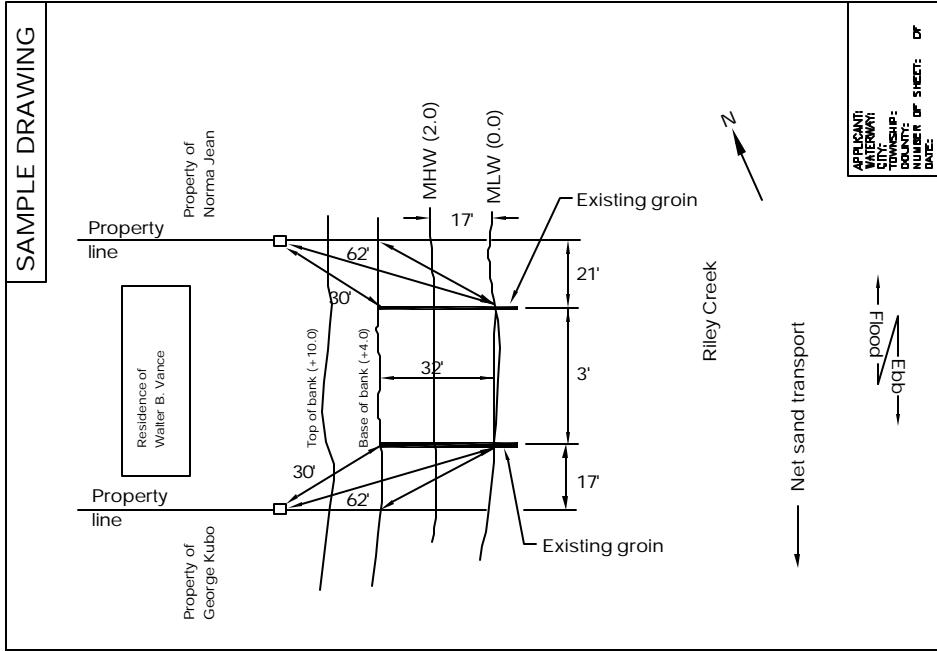 SAMPLE DRAWING
Property of
Norma Jean
Property
line
MHW (2.0)
MLW (0.0)
17'
Existing groin
62'
30'
21'
Residence of
Walter B. Vance
Top of bank (+10.0)
Base of bank (+4.0)
32'
3'
30'
62'
17'
Property
line
Property of
George Kubo
Existing groin
N
Riley Creek
Net sand transport
Flood
Ebb
APPLICANT:
WATERWAY:
CITY:
TOWNSHIP:
COUNTY:
NUMBER OF SHEET: OF
DATE: